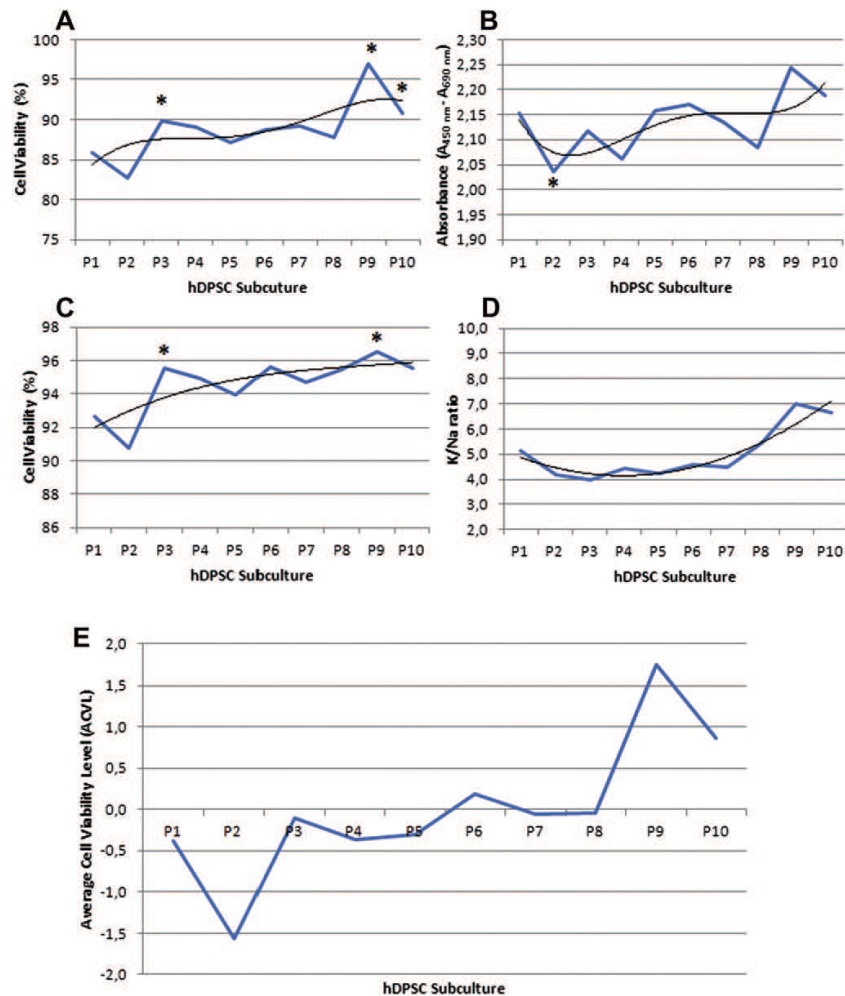 A
Cell Viability (%)
100
95
90
85
80
75
*
*
*
P1 P2 P3 P4 P5 P6 P7 P8 P9 P10
hDPSC Subcuture
B
Absorbance (A450 nm- A690 nm)
2,30
2,25
2,20
2,15
2,10
2,05
2,00
1,95
1,90
*
P1 P2 P3 P4 P5 P6 P7 P8 P9 P10
hDPSC Subculture
C
Cell Viability (%)
98
96
94
92
90
88
86
*
*
P1 P2 P3 P4 P5 P6 P7 P8 P9 P10
hDPSC Subculture
D
K/Na ratio
10,0
9,0
8,0
7,0
6,0
5,0
4,0
3,0
2,0
P1 P2 P3 P4 P5 P6 P7 P8 P9 P10
hDPSC Subculture
E
Average Cell Viability Level (ACVL)
2,0
1,5
1,0
0,5
0,0
-0,5
-1,0
-1,5
-2,0
P1 P2 P3 P4 P5 P6 P7 P8 P9 P10
hDPSC Subculture